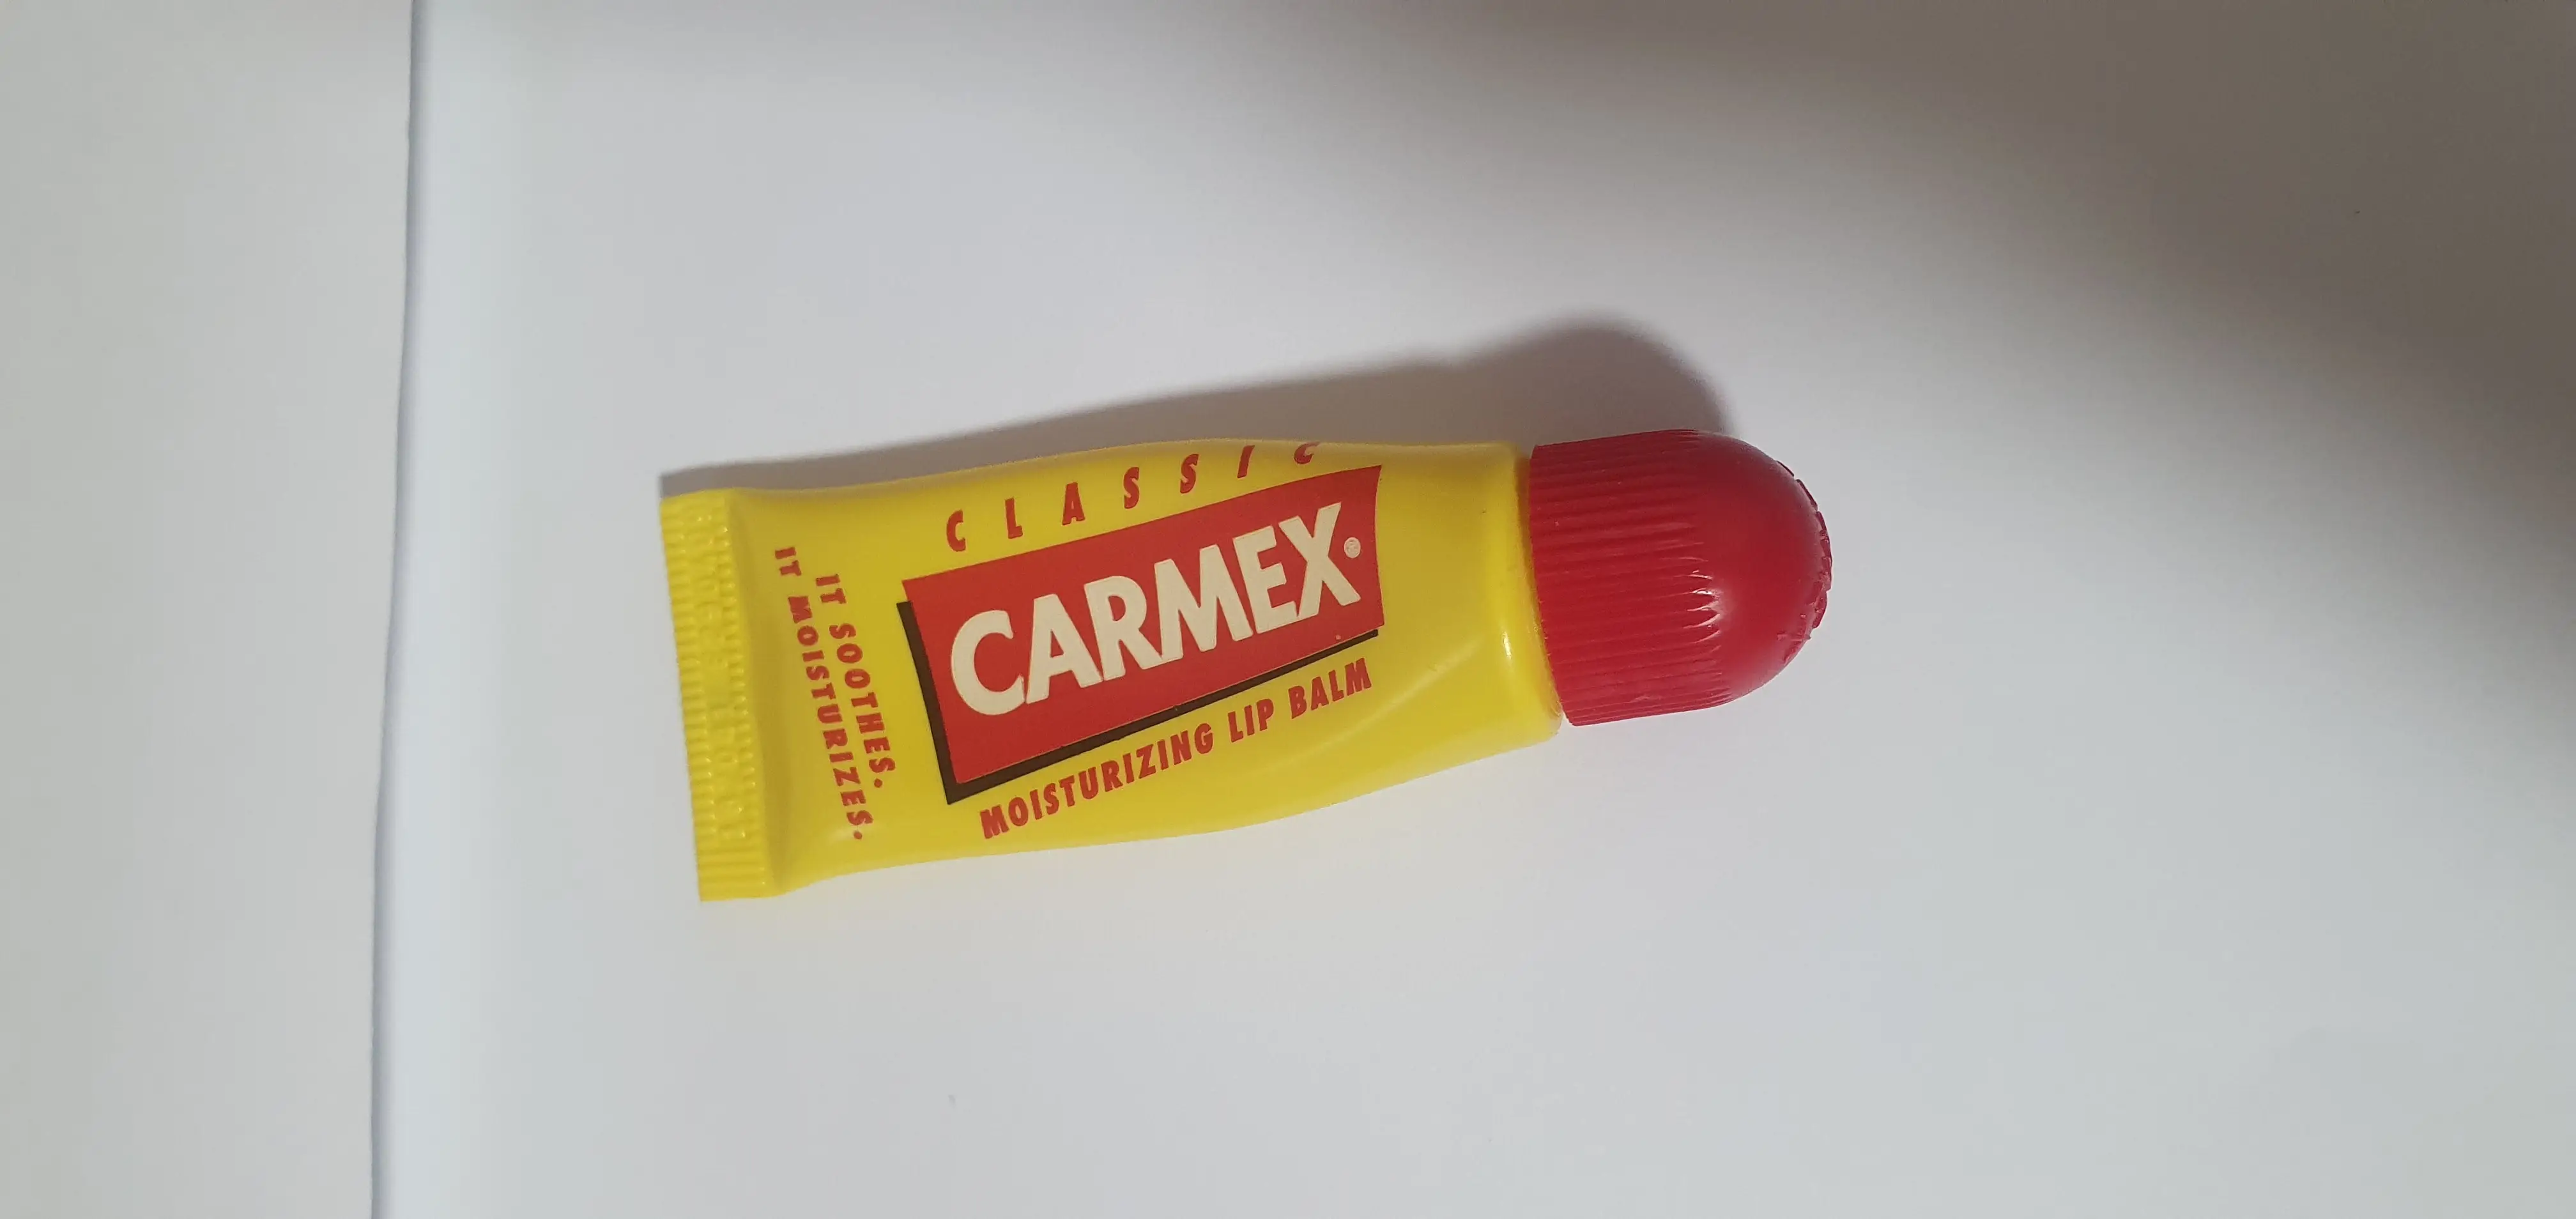 CLASSIC
CARMEX®
MOISTURIZING LIP BALM
IT SOOTHES.
IT MOISTURIZES.